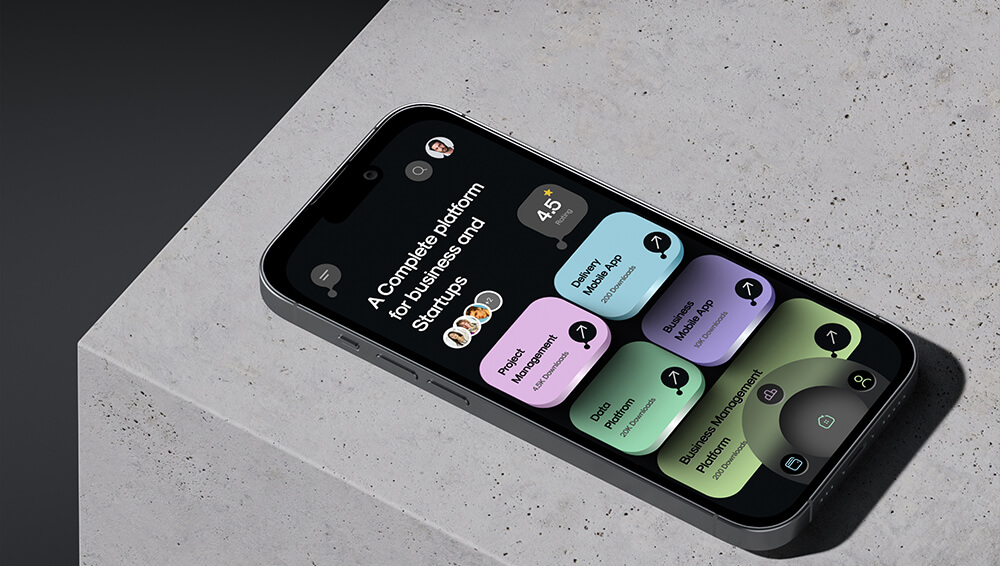 A Complete platform
for business and
Startups
+2
4.5
Rating
Project
Management
4.5K Downloads
Delivery
Mobile App
200 Downloads
Data
Platfrom
20K Downloads
Business
Mobile App
10K Downloads
Business Management
Platform
200 Downloads